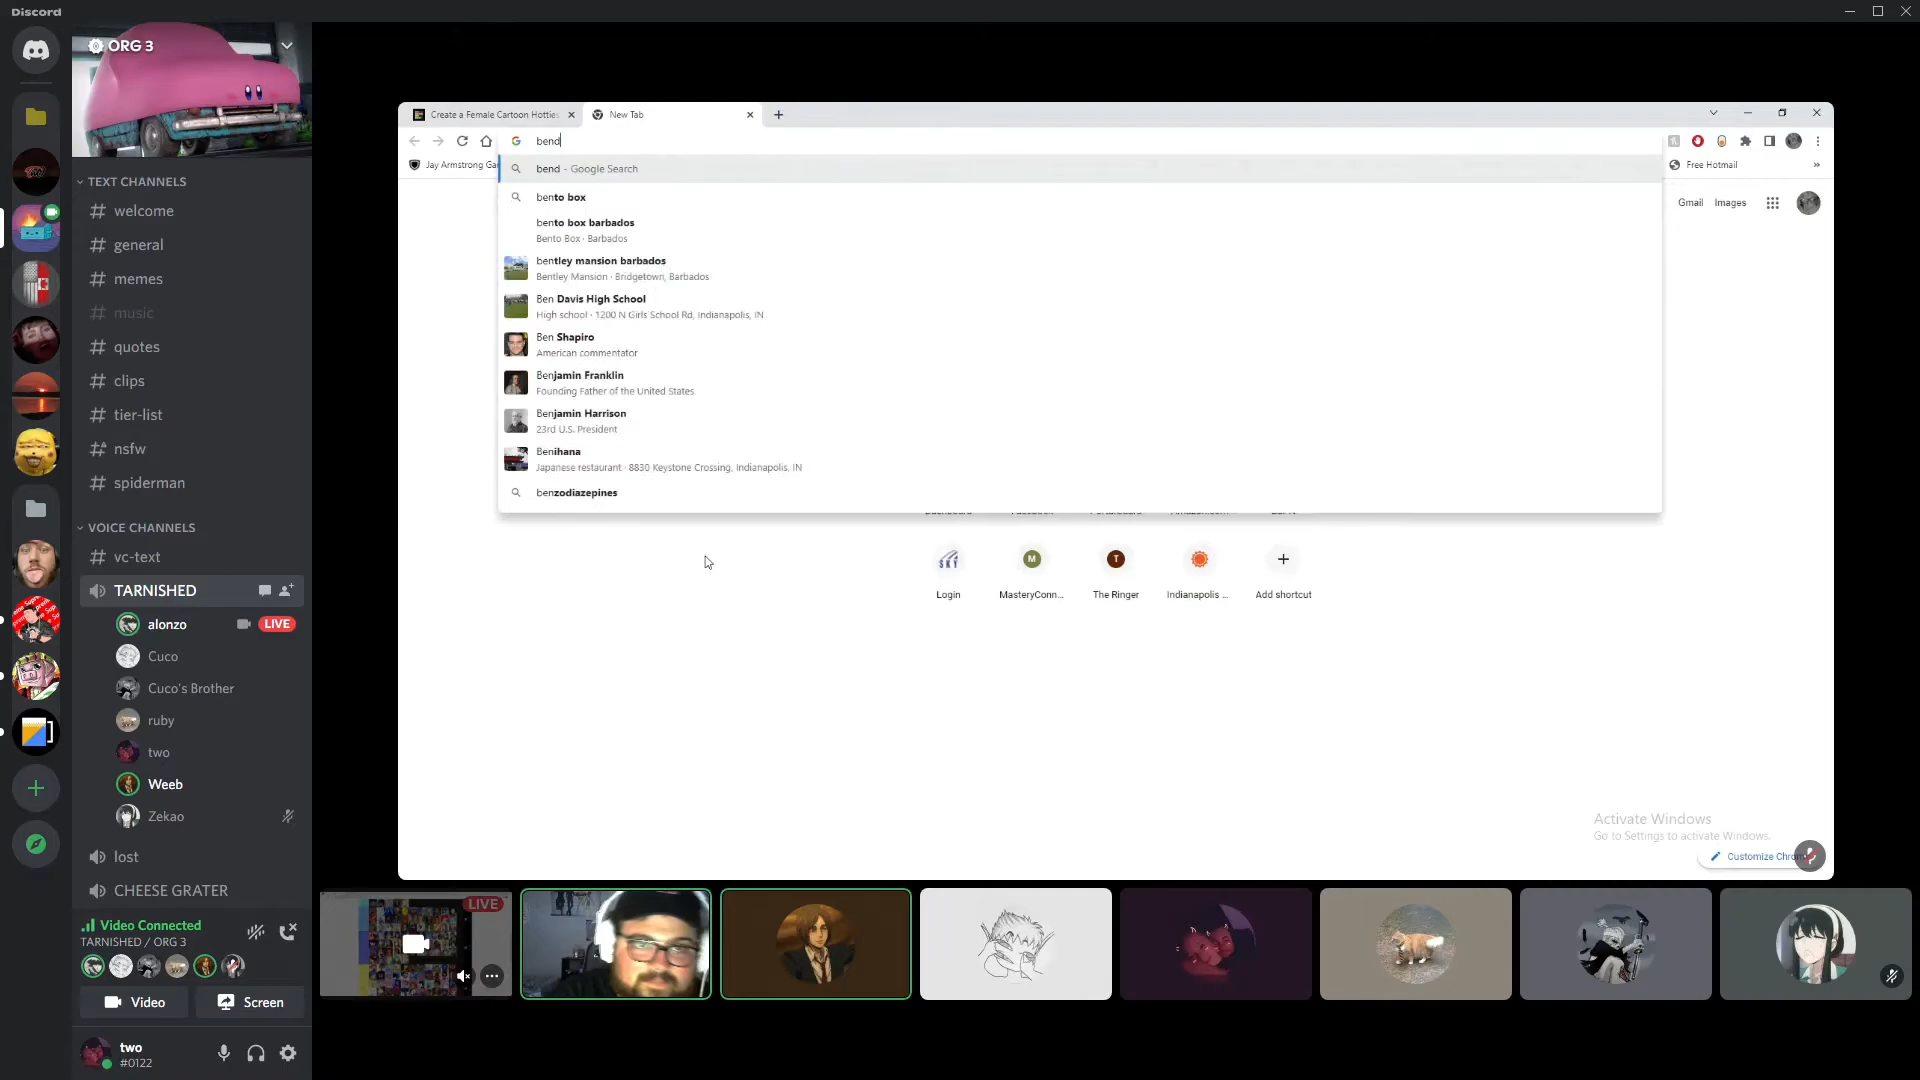 Discord
ORG 3
TEXT CHANNELS
welcome
general
memes
music
quotes
clips
tier-list
nsfw
spiderman
VOICE CHANNELS
vc-text
TARNISHED
alonzo
LIVE
Cuco
Cuco's Brother
ruby
two
Weeb
Zekao
lost
CHEESE GRATER
Video Connected
TARNISHED / ORG 3
Video
Screen
two
#0122
Create a Female Cartoon Hottie
New Tab
bend
Jay Armstrong Ga
Free Hotmail
bend - Google Search
bento box
bento box barbados
Bento Box · Barbados
bentley mansion barbados
Bentley Mansion · Bridgetown, Barbados
Ben Davis High School
High school · 1200 N Girls School Rd, Indianapolis, IN
Ben Shapiro
American commentator
Benjamin Franklin
Founding Father of the United States
Benjamin Harrison
23rd U.S. President
Benihana
Japanese restaurant · 8830 Keystone Crossing, Indianapolis, IN
benzodiazepines
Gmail
Images
SKY
M
T
Login
MasteryConn...
The Ringer
Indianapolis ...
Add shortcut
Activate Windows
Go to Settings to activate Windows.
Customize Chrom
LIVE